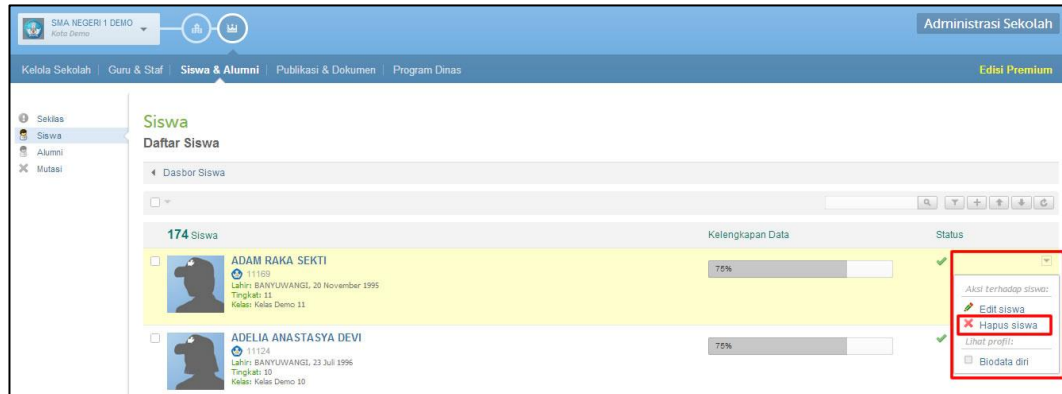 SMA NEGERI 1 DEMO
Kota Demo
Administrasi Sekolah
Kelola Sekolah | Guru & Staf | Siswa & Alumni | Publikasi & Dokumen | Program Dinas
Edisi Premium
Sekilas
Siswa
Alumni
Mutasi
Siswa
Daftar Siswa
Dasbor Siswa
174 Siswa
Kelengkapan Data
Status
ADAM RAKA SEKTI
11169
Lahir: BANYUWANGI, 20 November 1995
Tingkat: 11
Kelas: Kelas Demo 11
75%
Aksi terhadap siswa:
Edit siswa
Hapus siswa
Lihat profil:
Biodata diri
ADELIA ANASTASYA DEVI
11124
Lahir: BANYUWANGI, 23 Juli 1996
Tingkat: 10
Kelas: Kelas Demo 10
75%